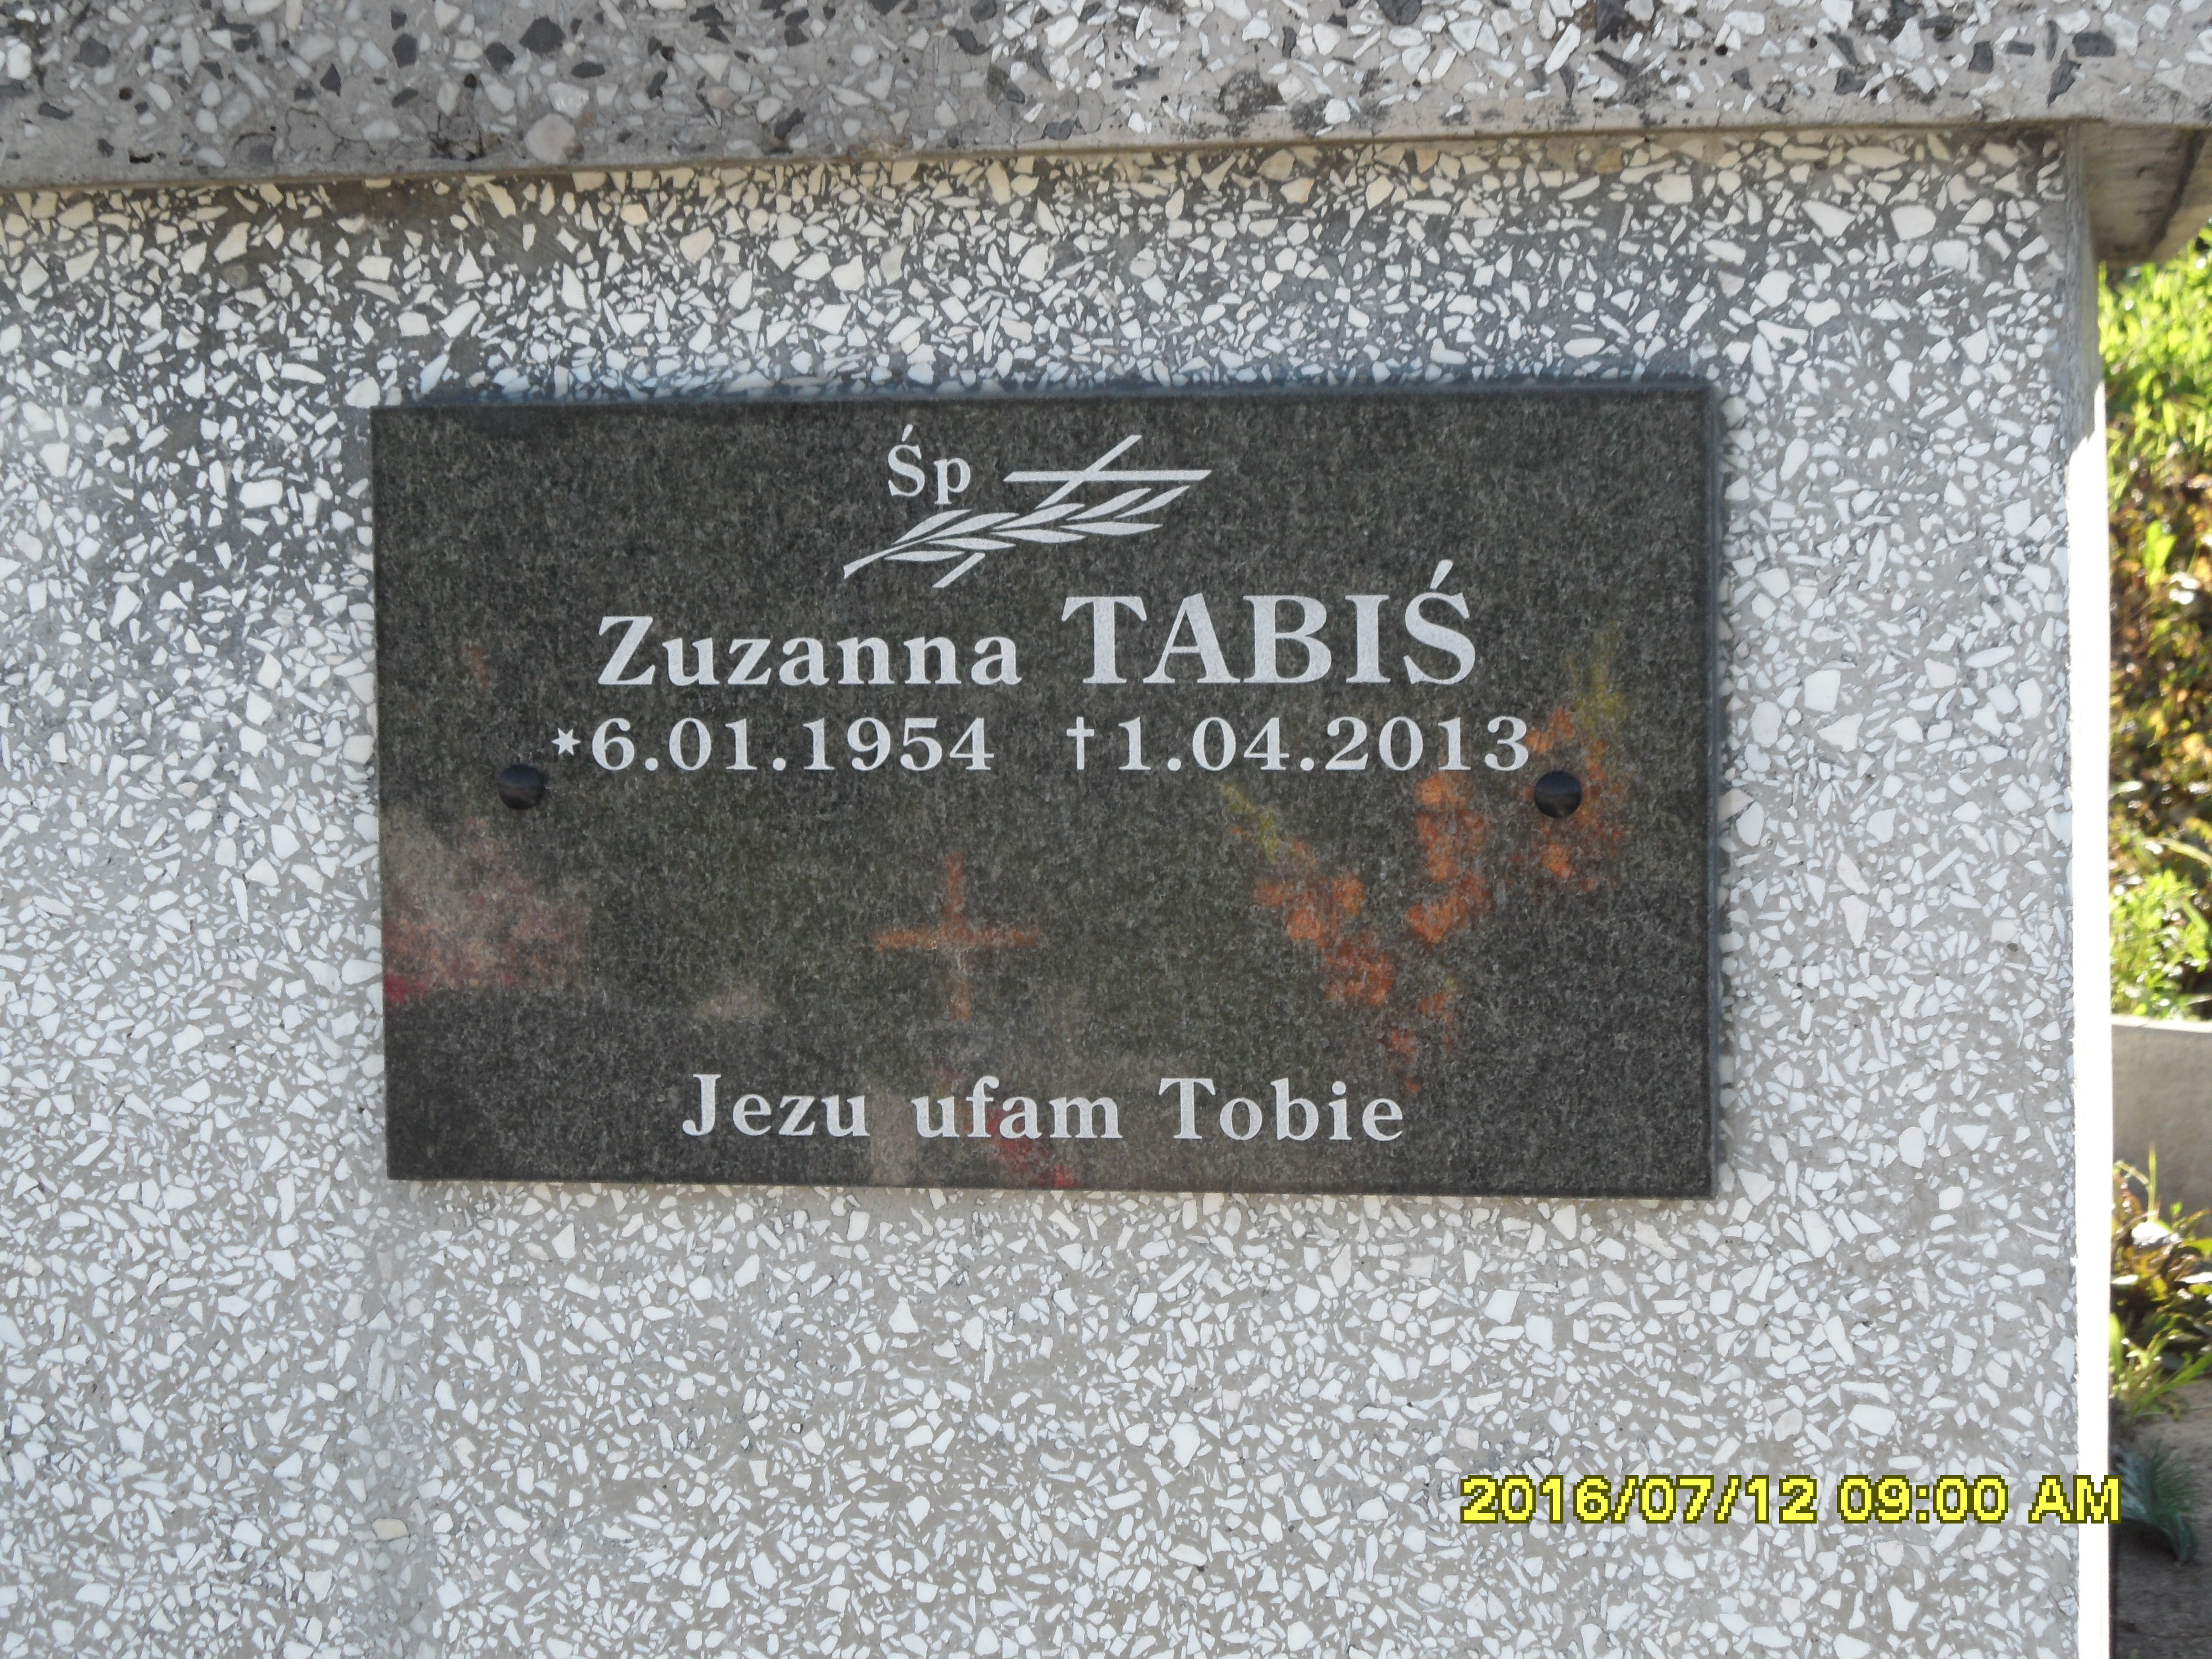 Śp
Zuzanna TABIŚ
*6.01.1954 †1.04.2013
Jezu ufam Tobie
2016/07/12 09:00 AM